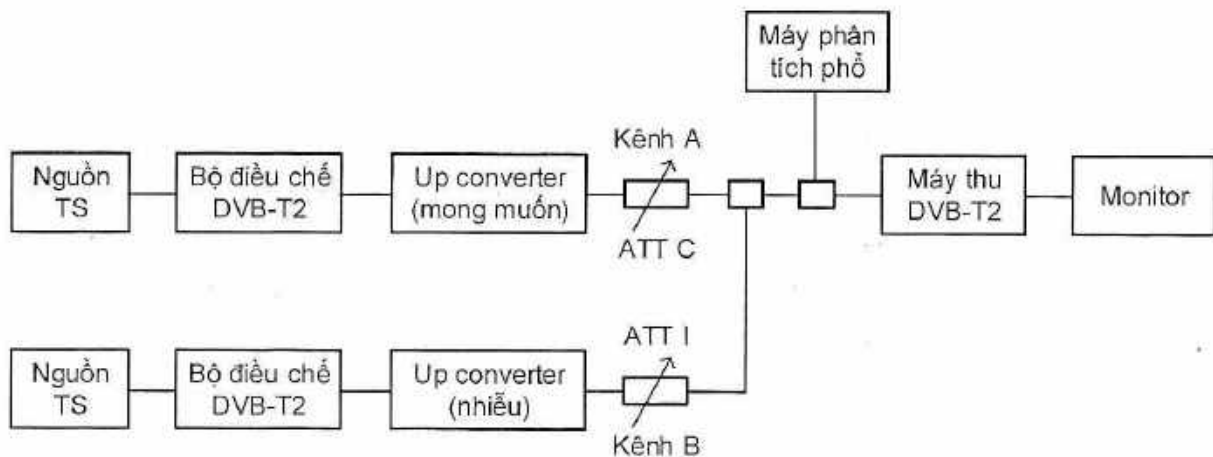 Máy phân
tích phổ
Kênh A
Nguồn
TS
Bộ điều chế
DVB-T2
Up converter
(mong muốn)
ATT C
Máy thu
DVB-T2
Monitor
ATT I
Nguồn
TS
Bộ điều chế
DVB-T2
Up converter
(nhiễu)
Kênh B